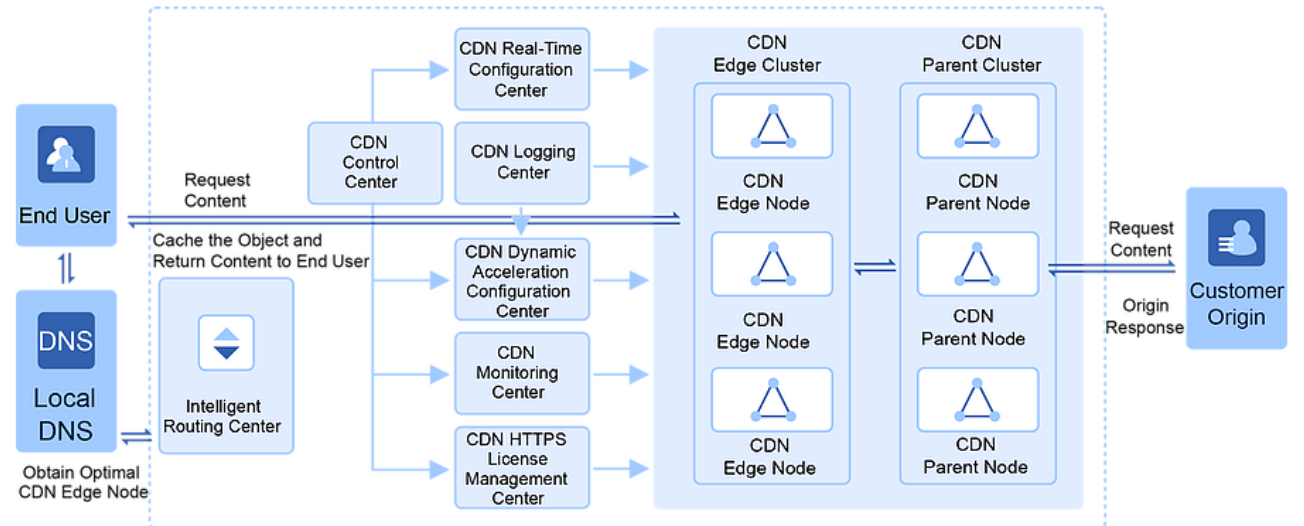 End User
DNS
Local
DNS
Obtain Optimal
CDN Edge Node
Request
Content
Cache the Object and
Return Content to End User
Intelligent
Routing Center
CDN
Control
Center
CDN Real-Time
Configuration
Center
CDN Logging
Center
CDN Dynamic
Acceleration
Configuration
Center
CDN
Monitoring
Center
CDN HTTPS
License
Management
Center
CDN
Edge Cluster
CDN
Edge Node
CDN
Edge Node
CDN
Edge Node
CDN
Parent Cluster
CDN
Parent Node
CDN
Parent Node
CDN
Parent Node
Request
Content
Origin
Response
Customer
Origin